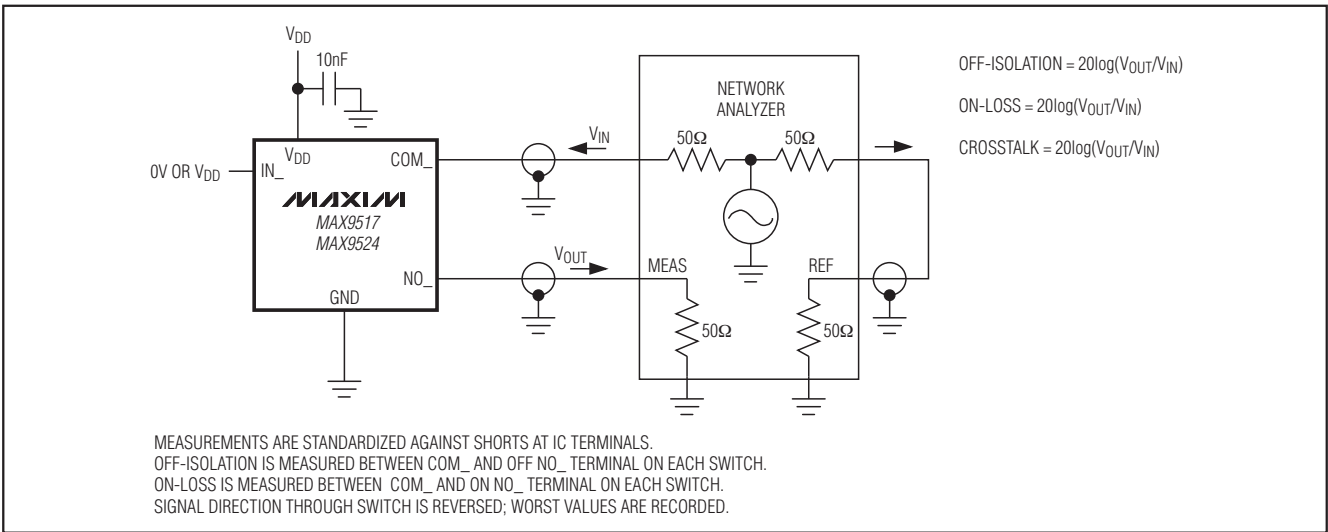 VDD
10nF
VDD
IN_
0V OR VDD
COM_
MAXIM
MAX9517
MAX9524
NO_
GND
VIN
VOUT
NETWORK
ANALYZER
50Ω
50Ω
MEAS
REF
50Ω
50Ω
OFF-ISOLATION = 20log(VOUT/VIN)
ON-LOSS = 20log(VOUT/VIN)
CROSSTALK = 20log(VOUT/VIN)
MEASUREMENTS ARE STANDARDIZED AGAINST SHORTS AT IC TERMINALS.
OFF-ISOLATION IS MEASURED BETWEEN COM_ AND OFF NO_ TERMINAL ON EACH SWITCH.
ON-LOSS IS MEASURED BETWEEN COM_ AND ON NO_ TERMINAL ON EACH SWITCH.
SIGNAL DIRECTION THROUGH SWITCH IS REVERSED; WORST VALUES ARE RECORDED.